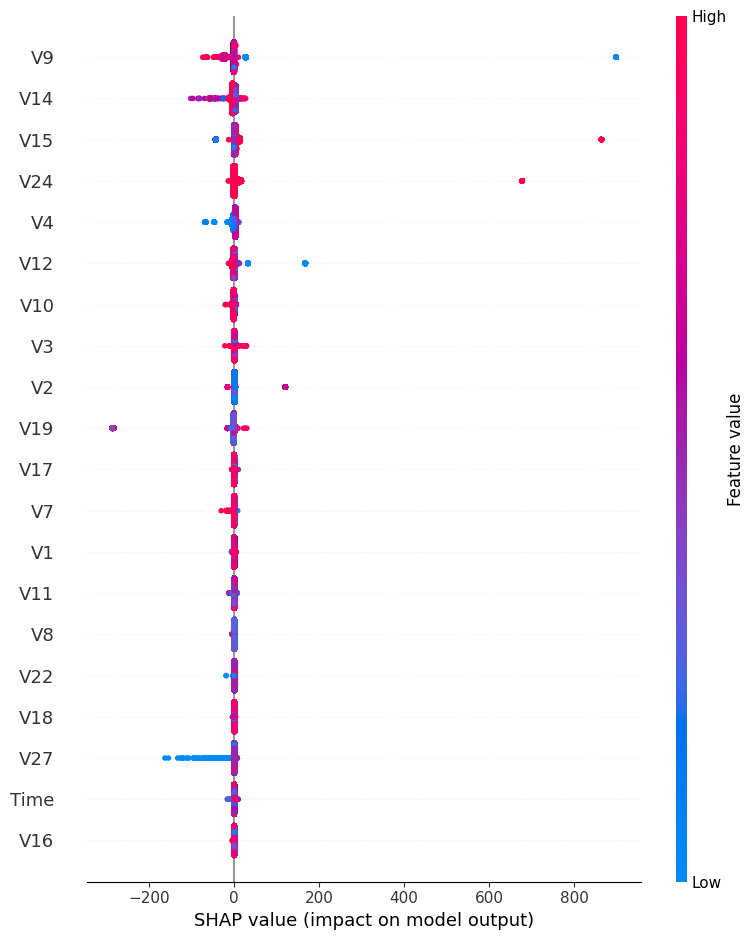 High
V9
V14
V15
V24
V4
V12
V10
V3
V2
V19
V17
V7
V1
V11
V8
V22
V18
V27
Time
V16
Feature value
Low
−200 0 200 400 600 800
SHAP value (impact on model output)